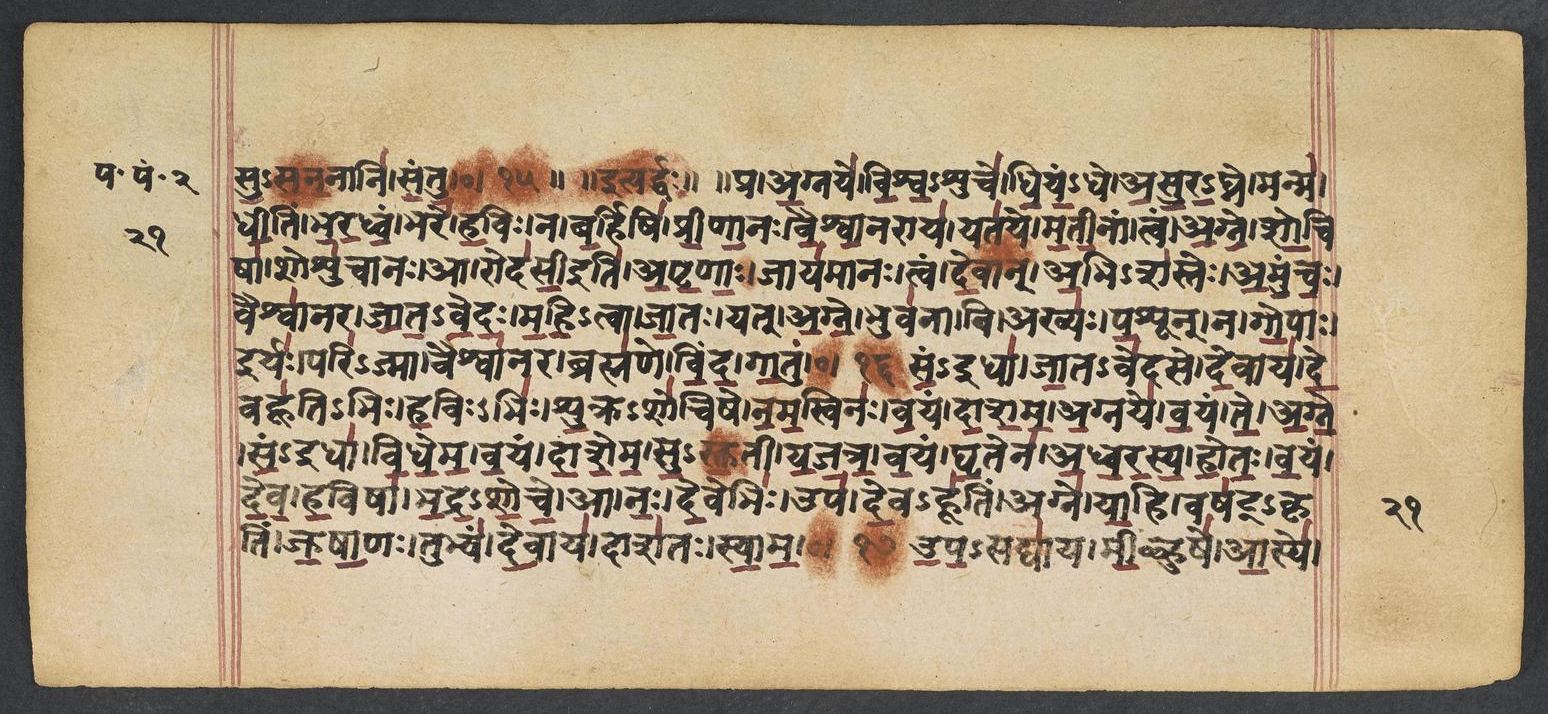 प॰ पं॰ २
२१
सुऽसननानि।संतु।०। १५ ॥ ॥इत्यर्द्धः॥ ॥प्र।अग्नये।विश्वऽशुचे।धियंऽधे।असुरऽघ्ने।मन्म।
धीतिं।भरध्वं।भरे।हविः।न।बर्हिषि।प्रीणानः।वैश्वानराय।यतये।मतीनां।त्वं।अग्ने।शोचि
षा।शोशुचानः।आ।रोदसीइति।अपृणाः।जायमानः।त्वं।देवान्।अभिऽशस्तेः।अमुंचः।
वैश्वानर।जातऽवेदः।महिऽत्वा।जातः।यत्।अग्ने।भुवना।वि।अख्यः।पशून्।न।गोपाः।
इर्यः।परिऽज्मा।वैश्वानर।ब्रह्मणे।विंद।गातुं।०। १६ संऽइधा।जातऽवेदसे।देवाय।दे
वहूतिऽभिः।हविःऽभिः।शुक्रऽशोचिषे।नमस्विनः।वयं।दाशेम।अग्नये।वयं।ते।अग्ने
।संऽइधा।विधेम।वयं।दाशेम।सुऽस्तुती।यजत्र।वयं।घृतेन।अध्वरस्य।होतः।वयं।
देव।हविषा।भद्रऽशोचे।आ।नः।देवेभिः।उप।देवऽहूतिं।अग्ने।याहि।वषट्ऽकृ
तिं।जुषाणः।तुभ्यं।देवाय।दाशतः।स्याम।०। १७ उपऽसद्याय।मीळ्हुषे।आस्ये।
२१